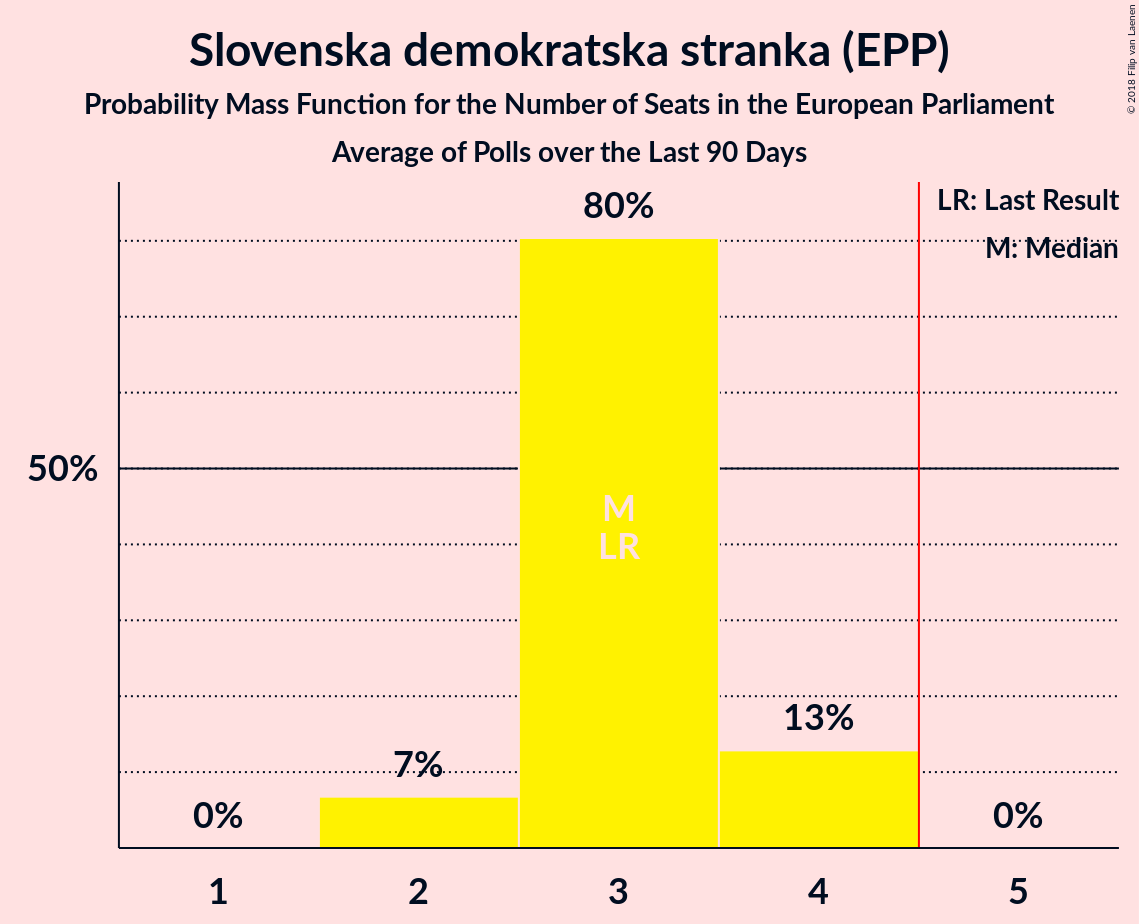 Slovenska demokratska stranka (EPP)
Probability Mass Function for the Number of Seats in the European Parliament
Average of Polls over the Last 90 Days
© 2018 Filip van Laenen
LR: Last Result
M: Median
80%
50%
M
LR
13%
7%
0%
0%
1 2 3 4 5